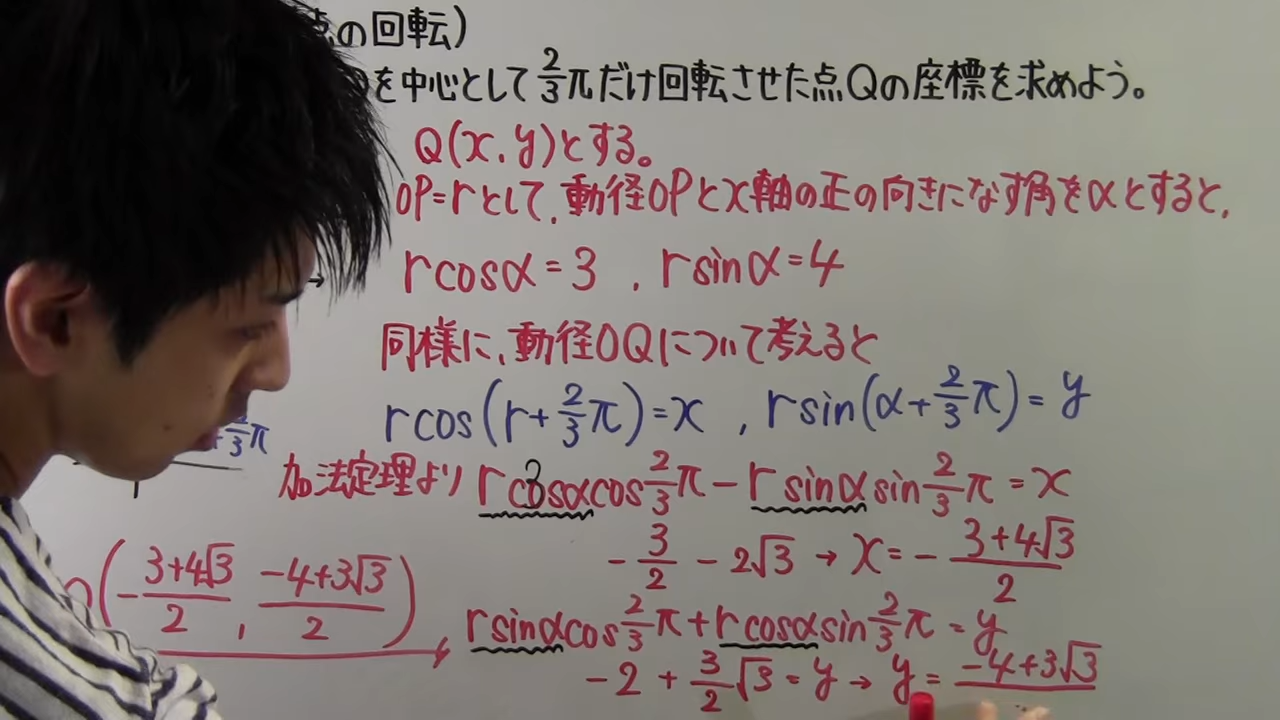 の回転)
を中心として2/3πだけ回転させた点Qの座標を求めよう。
Q(x,y)とする。
OP=rとして、動径OPとx軸の正の向きになす角をαとすると,
→ rcosα=3 , rsinα=4
同様に、動径OQについて考えると
rcos(r+2/3π)=x , rsin(α+2/3π)=y
2/3π
加法定理より rcosαcos2/3π-rsinαsin2/3π=x
3
-3/2-2√3→x=-(3+4√3)/2
(-(3+4√3)/2, (-4+3√3)/2)
rsinαcos2/3π+rcosαsin2/3π=y
-2+3/2√3=y→y=-4+3√3